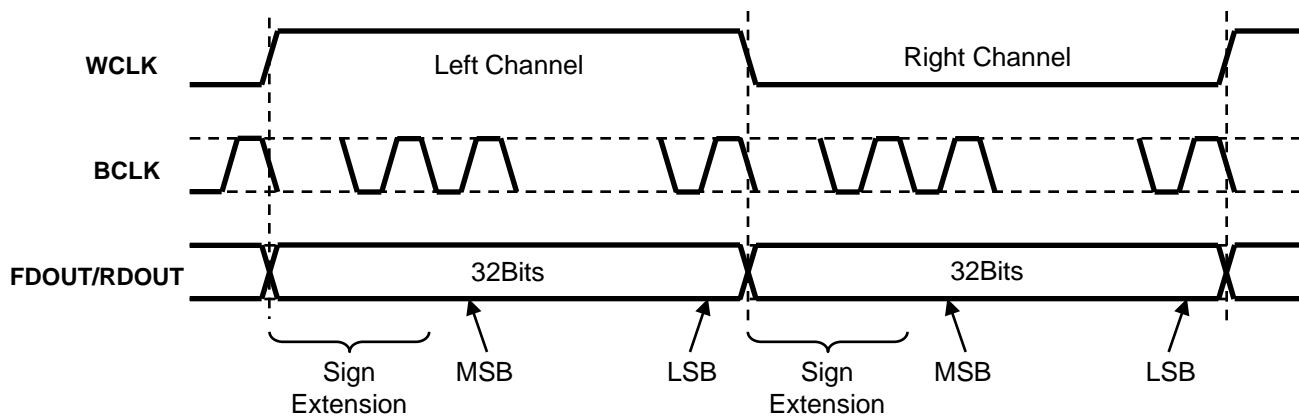 WCLK
Left Channel
Right Channel
BCLK
FDOUT/RDOUT
32Bits
32Bits
Sign
Extension
MSB
LSB
Sign
Extension
MSB
LSB